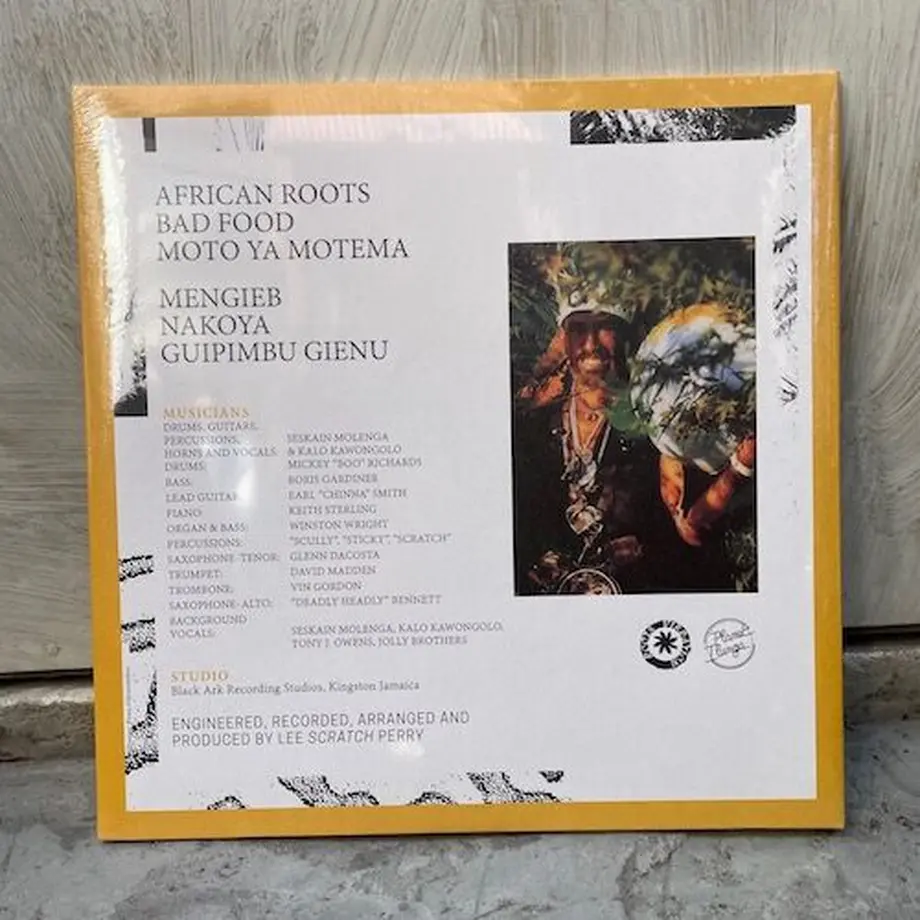 AFRICAN ROOTS
BAD FOOD
MOTO YA MOTEMA
MENGIEB
NAKOYA
GUIPIMBU GIENU
MUSICIANS
DRUMS, GUITARS,
PERCUSSIONS, SESKAIN MOLENGA
HORNS AND VOCALS: & KALO KAWONGOLO
DRUMS: MICKEY "BOO" RICHARDS
BASS: BORIS GARDINER
LEAD GUITAR: EARL "CHINNA" SMITH
PIANO: KEITH STERLING
ORGAN & BASS: WINSTON WRIGHT
PERCUSSIONS: "SCULLY", "STICKY", "SCRATCH"
SAXOPHONE-TENOR: GLENN DACOSTA
TRUMPET: DAVID MADDEN
TROMBONE: VIN GORDON
SAXOPHONE-ALTO: "DEADLY HEADLY" BENNETT
BACKGROUND
VOCALS: SESKAIN MOLENGA, KALO KAWONGOLO,
TONY J. OWENS, JOLLY BROTHERS
STUDIO
Black Ark Recording Studios, Kingston Jamaica
ENGINEERED, RECORDED, ARRANGED AND
PRODUCED BY LEE SCRATCH PERRY
Planet
Ilunga